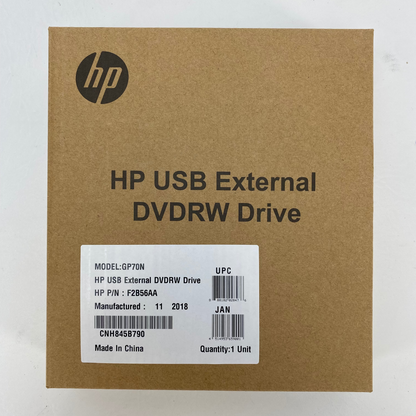 hp
HP USB External
DVDRW Drive
MODEL:GP70N
HP USB External DVDRW Drive
HP P/N : F2B56AA
Manufactured : 11 2018
CNH845B790
Made In China
UPC
JAN
Quantity:1 Unit